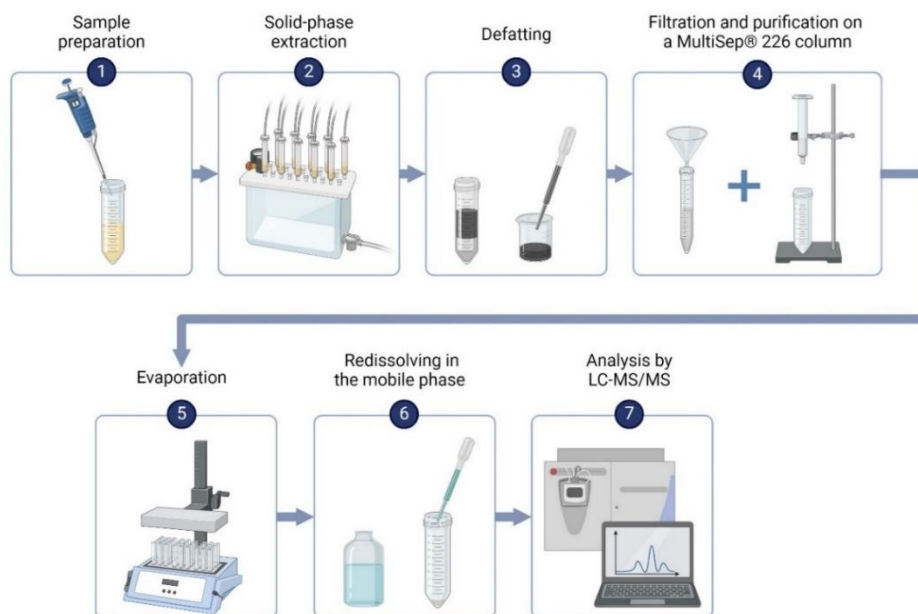 Sample
preparation
1
Solid-phase
extraction
2
Defatting
3
Filtration and purification on
a MultiSep® 226 column
4
Evaporation
5
Redissolving in
the mobile phase
6
Analysis by
LC-MS/MS
7